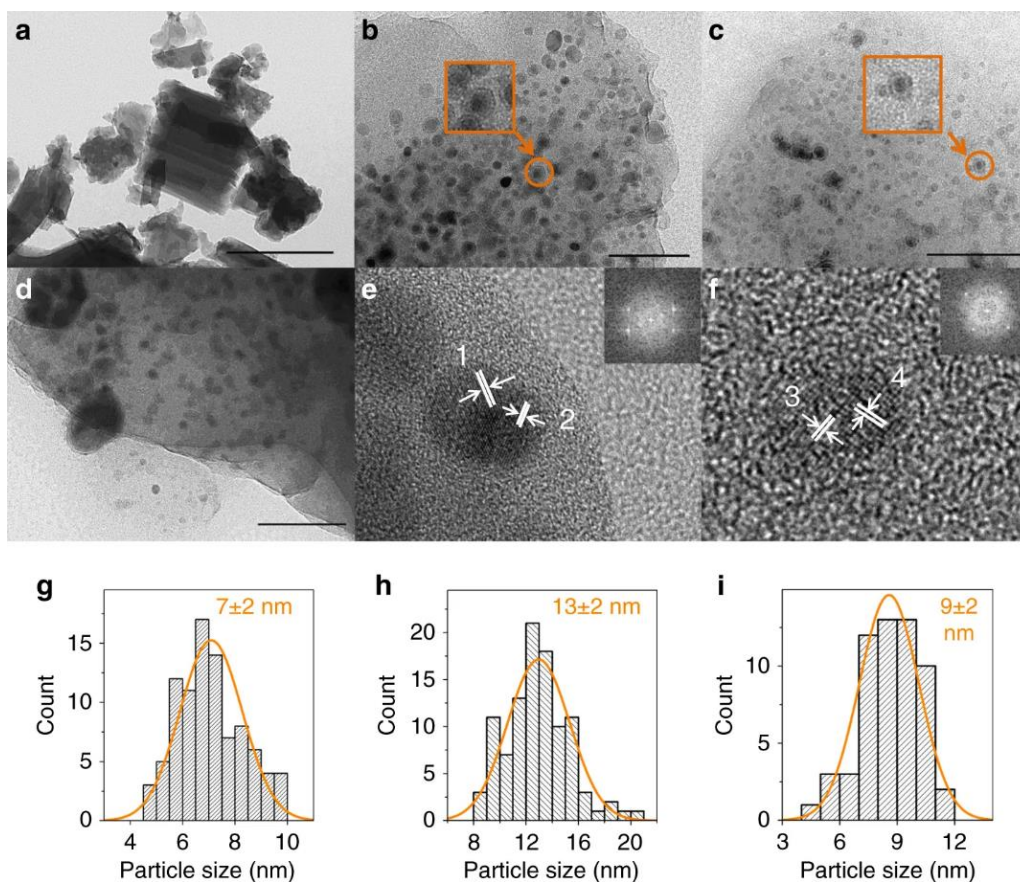 a
b
c
d
e
1
2
f
3
4
g
7±2 nm
15
10
5
0
Count
4 6 8 10
Particle size (nm)
h
13±2 nm
20
15
10
5
0
Count
8 12 16 20
Particle size (nm)
i
9±2
nm
10
5
0
Count
3 6 9 12
Particle size (nm)